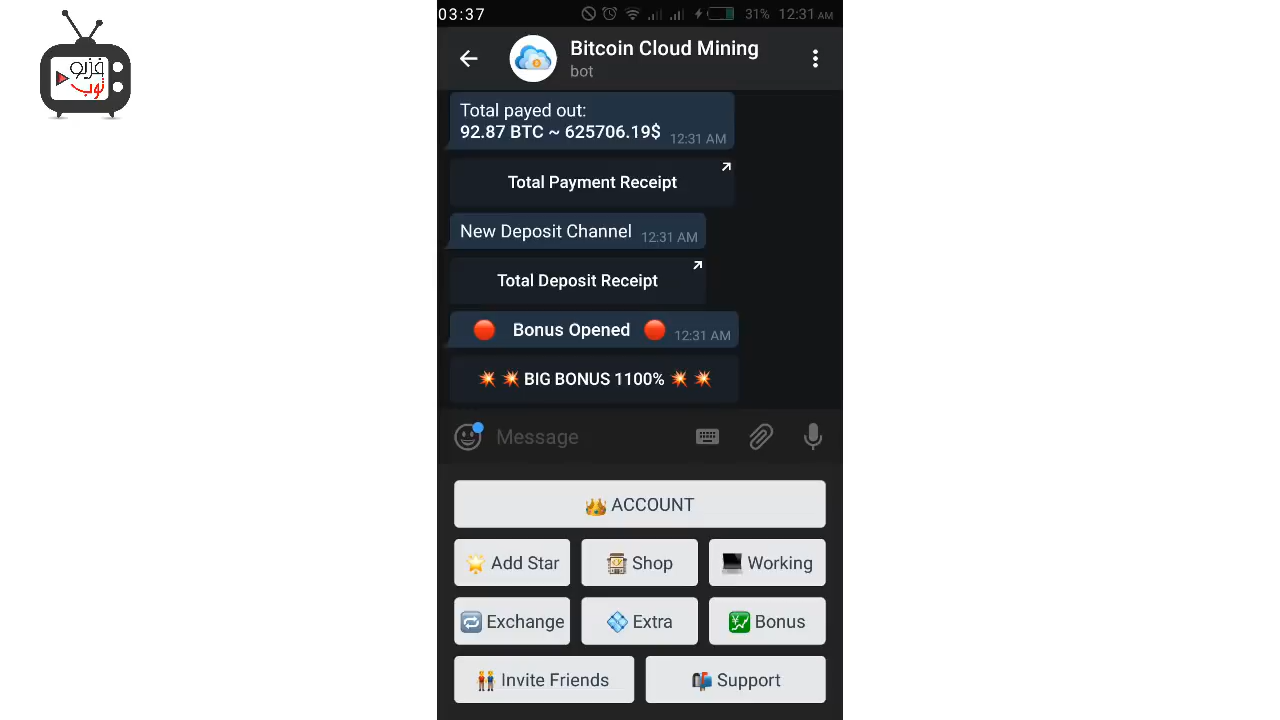 غزيو
توب
03:37
31% 12:31 AM
Bitcoin Cloud Mining
bot
Total payed out:
92.87 BTC ~ 625706.19$ 12:31 AM
Total Payment Receipt
New Deposit Channel 12:31 AM
Total Deposit Receipt
🔴 Bonus Opened 🔴 12:31 AM
💥 💥 BIG BONUS 1100% 💥 💥
Message
ACCOUNT
Add Star
Shop
Working
Exchange
Extra
Bonus
Invite Friends
Support